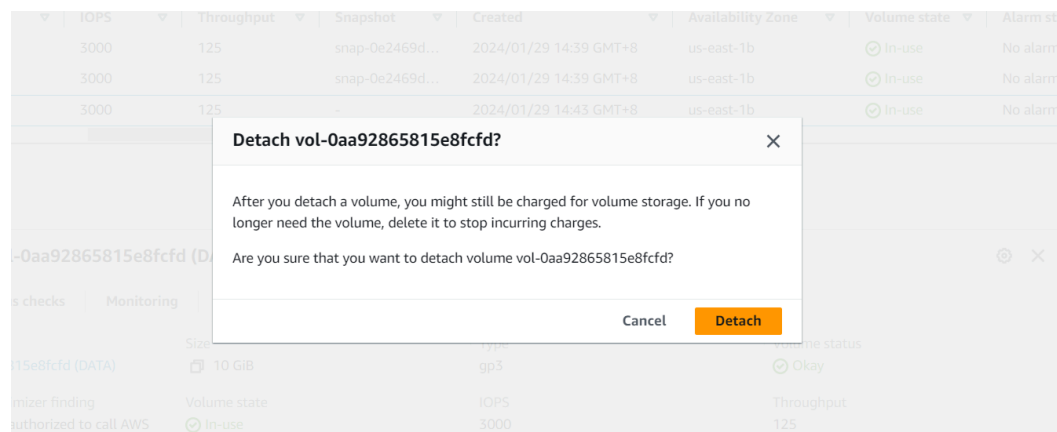 IOPS Throughput Snapshot Created Availability Zone Volume state Alarm st
3000 125 snap-0e2469d... 2024/01/29 14:39 GMT+8 us-east-1b In-use No alarm
3000 125 snap-0e2469d... 2024/01/29 14:39 GMT+8 us-east-1b In-use No alarm
3000 125 - 2024/01/29 14:43 GMT+8 us-east-1b In-use No alarm
Detach vol-0aa92865815e8fcfd?
After you detach a volume, you might still be charged for volume storage. If you no
longer need the volume, delete it to stop incurring charges.
Are you sure that you want to detach volume vol-0aa92865815e8fcfd?
Cancel Detach
-0aa92865815e8fcfd (DA
s checks Monitoring
Size Type Volume status
815e8fcfd (DATA) 10 GiB gp3 Okay
mizer finding Volume state IOPS Throughput
authorized to call AWS In-use 3000 125